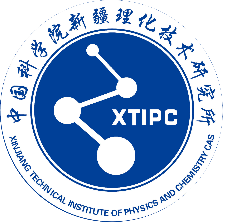 中国科学院新疆理化技术研究所
XTIPC
XINJIANG TECHNICAL INSTITUTE OF PHYSICS AND CHEMISTRY CAS